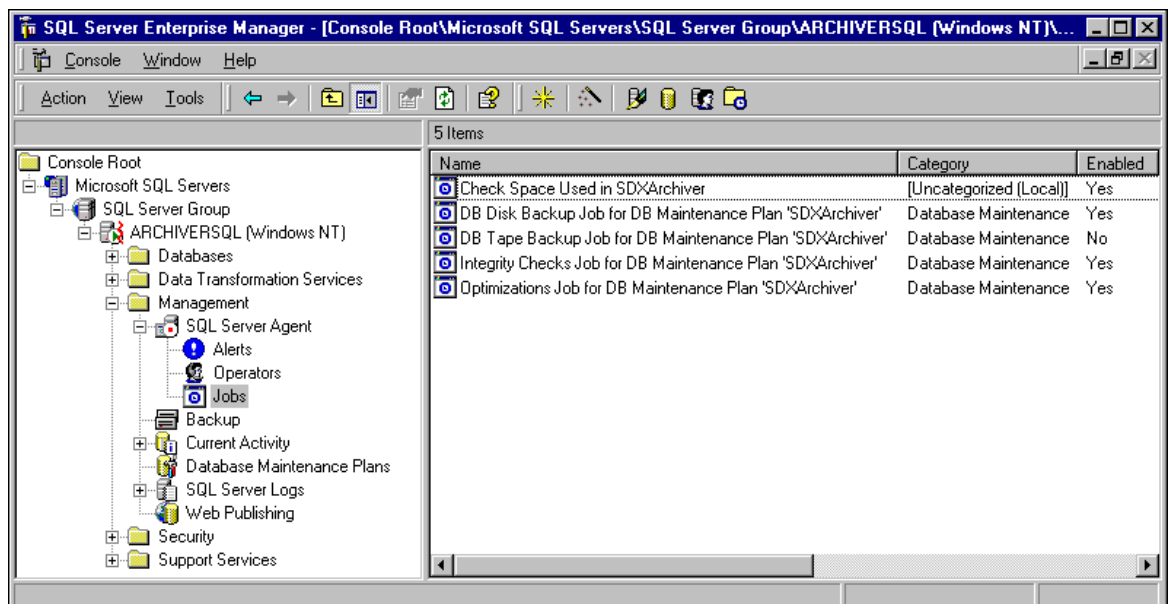 SQL Server Enterprise Manager - [Console Root\Microsoft SQL Servers\SQL Server Group\ARCHIVERSQL (Windows NT)\...
Console Window Help
Action View Tools
5 Items
Console Root
Microsoft SQL Servers
SQL Server Group
ARCHIVERSQL (Windows NT)
Databases
Data Transformation Services
Management
SQL Server Agent
Alerts
Operators
Jobs
Backup
Current Activity
Database Maintenance Plans
SQL Server Logs
Web Publishing
Security
Support Services
Name Category Enabled
Check Space Used in SDXArchiver [Uncategorized (Local)] Yes
DB Disk Backup Job for DB Maintenance Plan 'SDXArchiver' Database Maintenance Yes
DB Tape Backup Job for DB Maintenance Plan 'SDXArchiver' Database Maintenance No
Integrity Checks Job for DB Maintenance Plan 'SDXArchiver' Database Maintenance Yes
Optimizations Job for DB Maintenance Plan 'SDXArchiver' Database Maintenance Yes